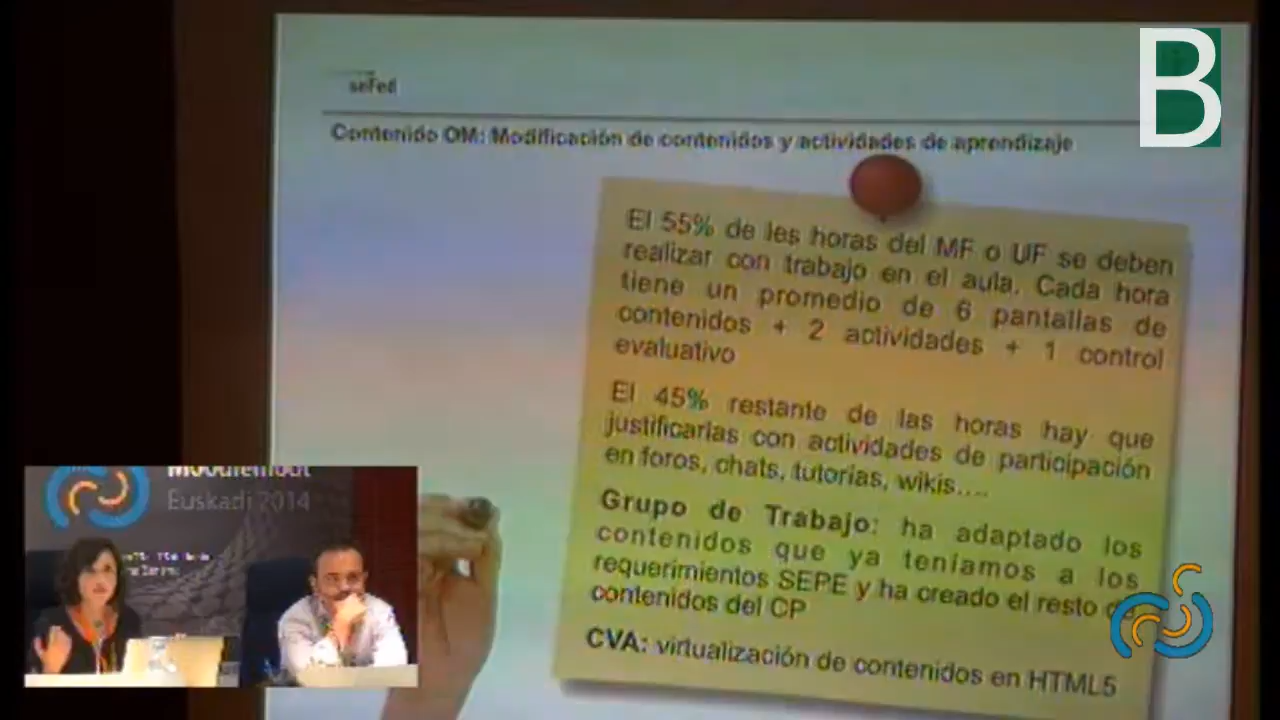 B
sefed
Contenido OM: Modificación de contenidos y actividades de aprendizaje
El 55% de les horas del MF o UF se deben
realizar con trabajo en el aula. Cada hora
tiene un promedio de 6 pantallas de
contenidos + 2 actividades + 1 control
evaluativo
El 45% restante de las horas hay que
justificarlas con actividades de participación
en foros, chats, tutorías, wikis....
Grupo de Trabajo: ha adaptado los
contenidos que ya teníamos a los
requerimientos SEPE y ha creado el resto de
contenidos del CP
CVA: virtualización de contenidos en HTML5
MoodleMoot
Euskadi 2014